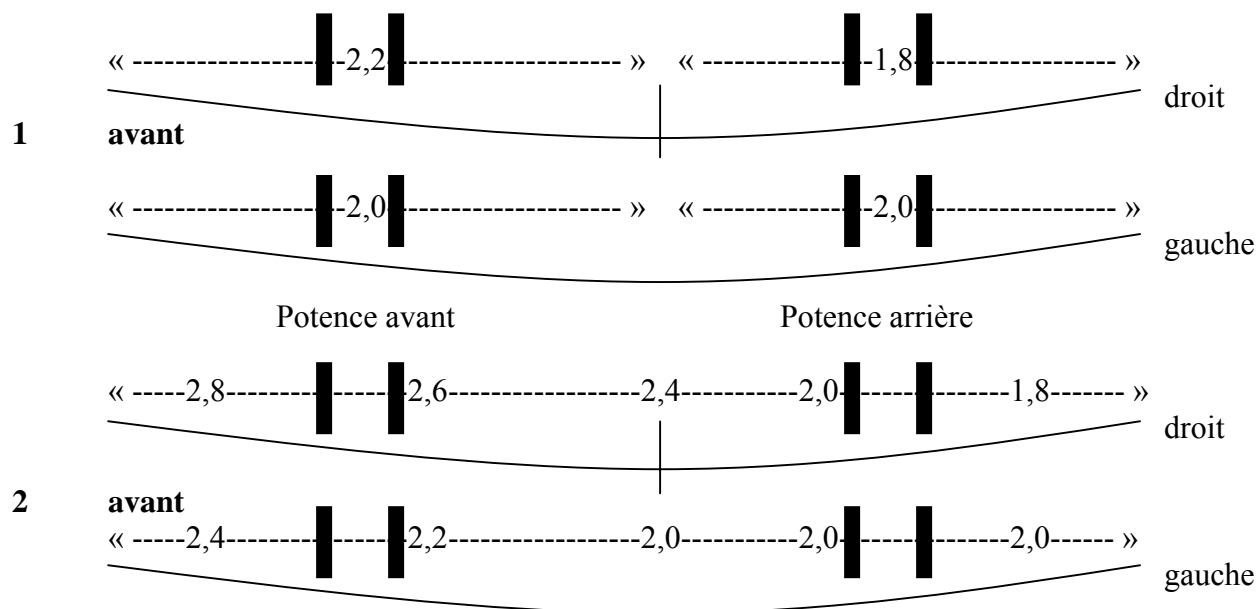 « --------------------2,2--------------------- » « ----------------1,8------------------ »
droit
1 avant
« --------------------2,0--------------------- » « ----------------2,0------------------ »
gauche
Potence avant Potence arrière
« -----2,8------------------2,6------------------2,4-----------2,0------------------1,8------ »
droit
2 avant
« -----2,4------------------2,2------------------2,0-----------2,0------------------2,0------ »
gauche